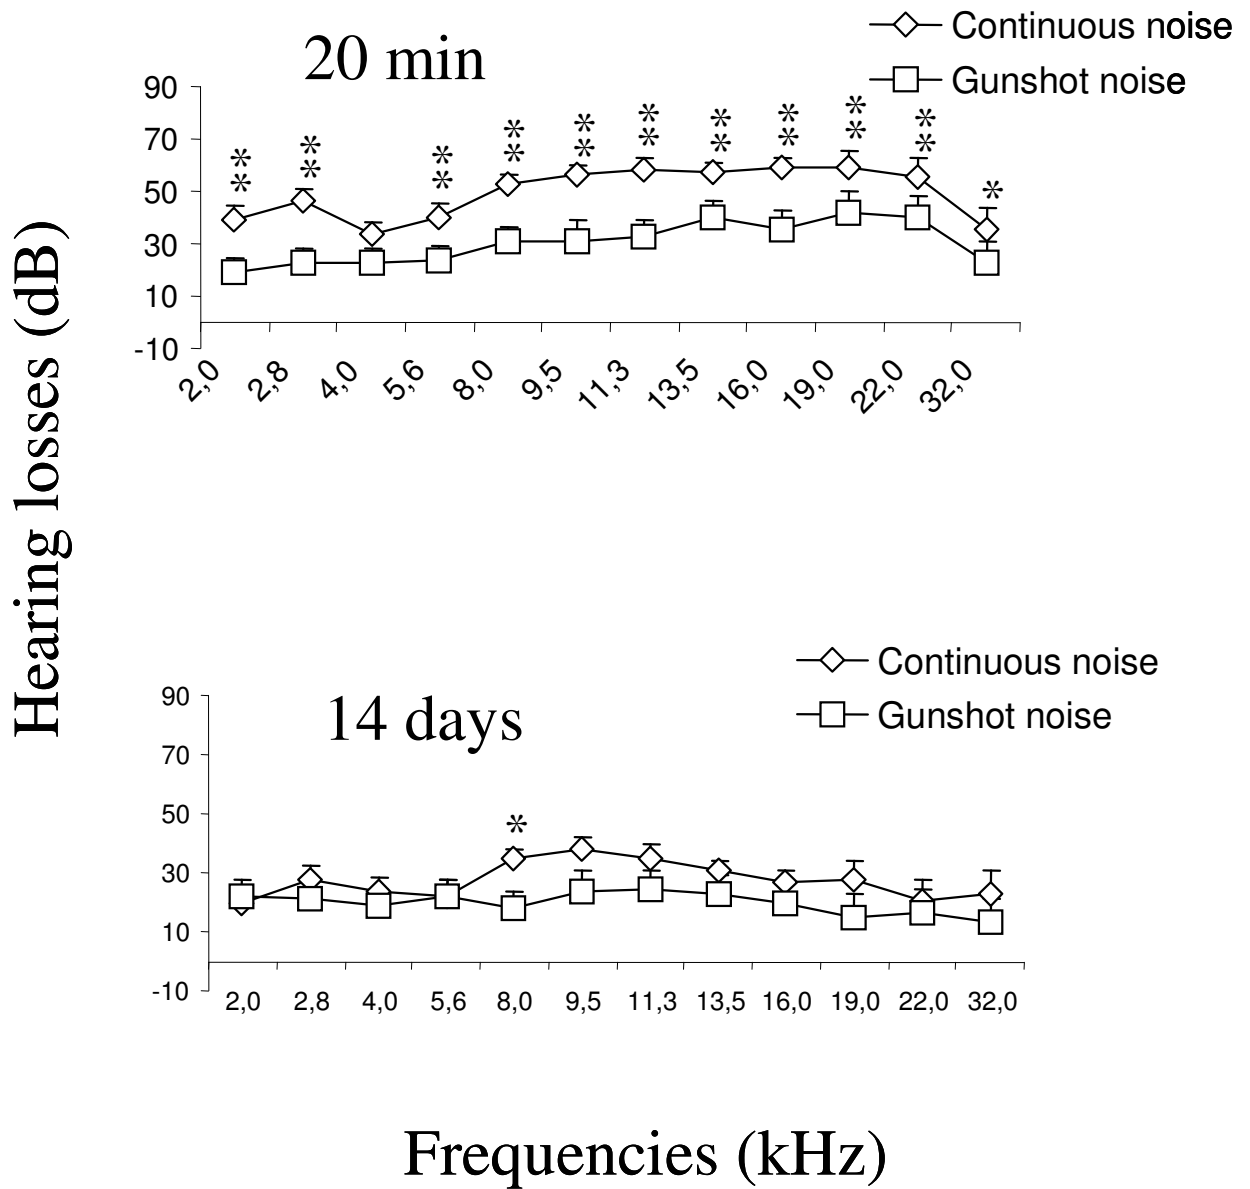 Continuous noise
20 min
Gunshot noise
90
70
50
30
10
-10
** ** ** ** ** ** ** ** ** ** *
2,0 2,8 4,0 5,6 8,0 9,5 11,3 13,5 16,0 19,0 22,0 32,0
Hearing losses (dB)
Continuous noise
14 days
Gunshot noise
90
70
50
30
10
-10
*
2,0 2,8 4,0 5,6 8,0 9,5 11,3 13,5 16,0 19,0 22,0 32,0
Frequencies (kHz)